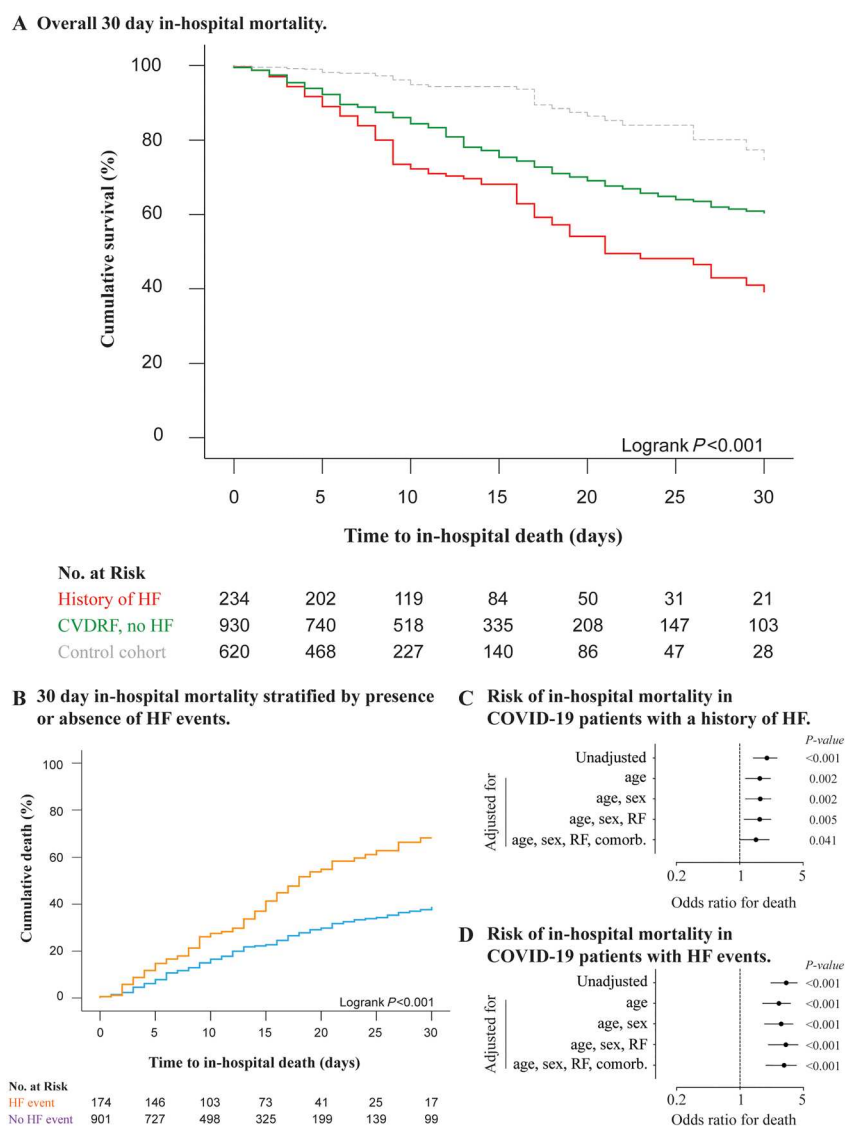 A Overall 30 day in-hospital mortality.
100
80
60
40
20
0
Cumulative survival (%)
Logrank P<0.001
0 5 10 15 20 25 30
Time to in-hospital death (days)
No. at Risk
History of HF 234 202 119 84 50 31 21
CVDRF, no HF 930 740 518 335 208 147 103
Control cohort 620 468 227 140 86 47 28
B 30 day in-hospital mortality stratified by presence
or absence of HF events.
100
80
60
40
20
0
Cumulative death (%)
Logrank P<0.001
0 5 10 15 20 25 30
Time to in-hospital death (days)
No. at Risk
HF event 174 146 103 73 41 25 17
No HF event 901 727 498 325 199 139 99
C Risk of in-hospital mortality in
COVID-19 patients with a history of HF.
P-value
Unadjusted <0.001
Adjusted for
age 0.002
age, sex 0.002
age, sex, RF 0.005
age, sex, RF, comorb. 0.041
0.2 1 5
Odds ratio for death
D Risk of in-hospital mortality in
COVID-19 patients with HF events.
P-value
Unadjusted <0.001
Adjusted for
age <0.001
age, sex <0.001
age, sex, RF <0.001
age, sex, RF, comorb. <0.001
0.2 1 5
Odds ratio for death